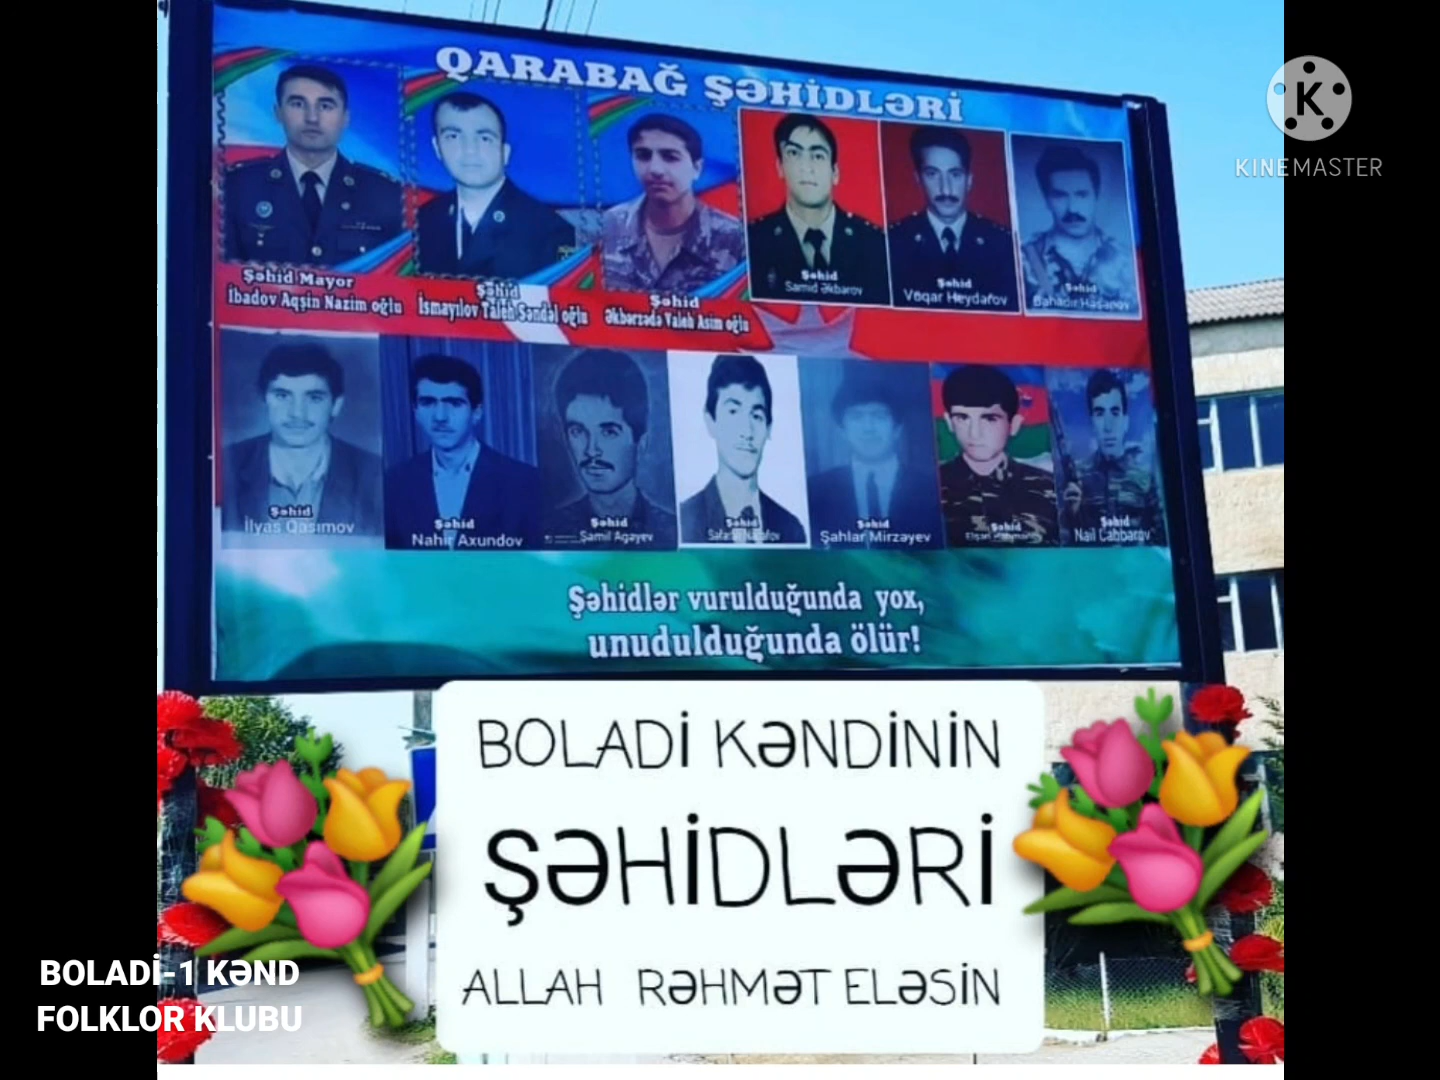 QARABAĞ ŞƏHİDLƏRİ
KINEMASTER
Şəhid Mayor
İbadov Aqşin Nazim oğlu
Şəhid
İsmayılov Taleh Səndəl oğlu
Şəhid
Əkbərzadə Valeh Asim oğlu
Şəhid
Samid Əkbərov
Şəhid
Vüqar Heydərov
Şəhid
Bahadır Həsənov
Şəhid
İlyas Qasımov
Şəhid
Nahir Axundov
Şəhid
Şamil Ağayev
Şəhid
Şəhid
Şahlar Mirzəyev
Şəhid
Şəhid
Nail Cabbarov
Şəhidlər vurulduğunda yox,
unudulduğunda ölür!
BOLADİ KƏNDİNİN
ŞƏHİDLƏRİ
ALLAH RƏHMƏT ELƏSİN
BOLADİ-1 KƏND
FOLKLOR KLUBU